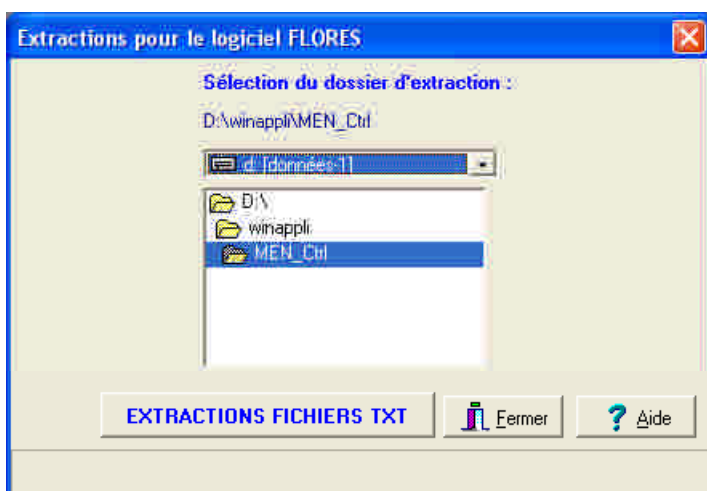 Extractions pour le logiciel FLORES
Sélection du dossier d'extraction :
D:\winappli\MEN_Ctrl
d: [données-1]
D:\
winappli
MEN_Ctrl
EXTRACTIONS FICHIERS TXT
Fermer
Aide